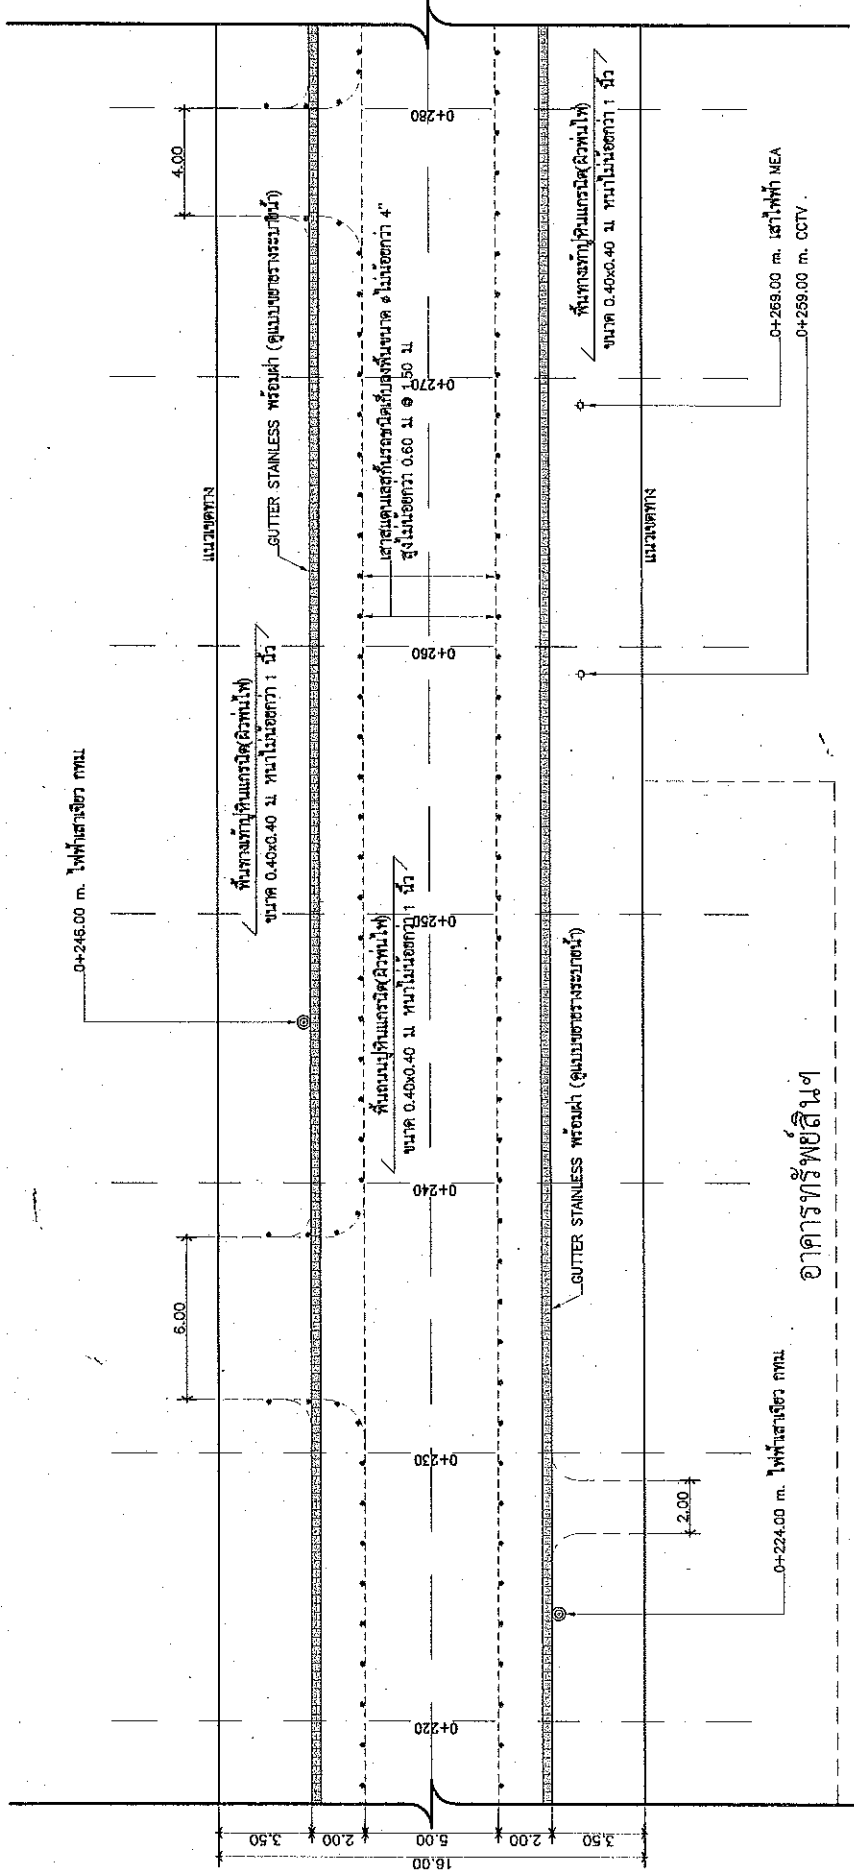 0+246.00 m. ไฟฟ้าเสาเขียว กทม
4.00
6.00
แนวเขตทาง
พื้นทางเท้าปูหินแกรนิต(ผิวพ่นไฟ)
ขนาด 0.40x0.40 ม หนาไม่น้อยกว่า 1 นิ้ว
GUTTER STAINLESS พร้อมฝา (ดูแบบขยายรางระบายน้ำ)
เสาสแตนเลสกั้นรถชนิดเก็บลงพื้นขนาด ø ไม่น้อยกว่า 4"
สูงไม่น้อยกว่า 0.60 ม @ 1.50 ม
พื้นถนนปูหินแกรนิต(ผิวพ่นไฟ)
ขนาด 0.40x0.40 ม หนาไม่น้อยกว่า 1 นิ้ว
0+220
0+230
0+240
0+250
0+260
0+270
0+280
3.50
2.00
5.00
2.00
3.50
16.00
พื้นทางเท้าปูหินแกรนิต(ผิวพ่นไฟ)
ขนาด 0.40x0.40 ม หนาไม่น้อยกว่า 1 นิ้ว
GUTTER STAINLESS พร้อมฝา (ดูแบบขยายรางระบายน้ำ)
แนวเขตทาง
2.00
0+224.00 m. ไฟฟ้าเสาเขียว กทม
0+269.00 m. เสาไฟฟ้า MEA
0+259.00 m. CCTV.
อาคารทรัพย์สินฯ